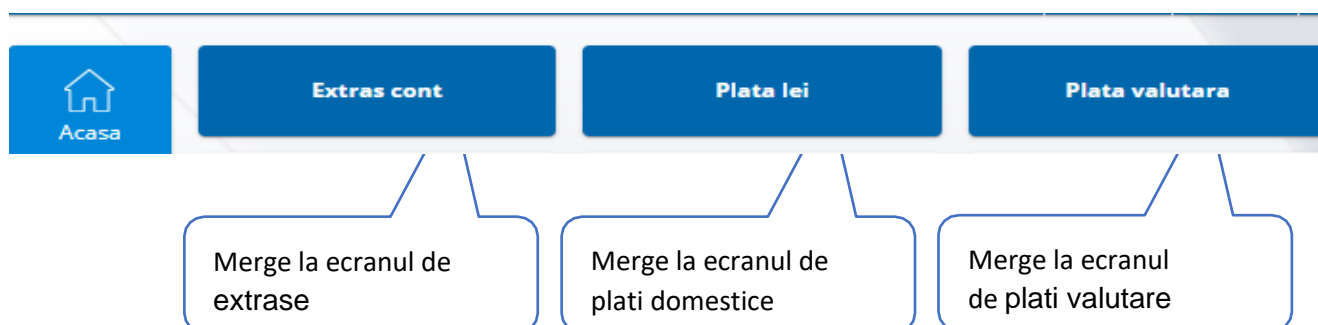 Acasa
Extras cont
Plata lei
Plata valutara
Merge la ecranul de
extrase
Merge la ecranul de
plati domestice
Merge la ecranul
de plati valutare